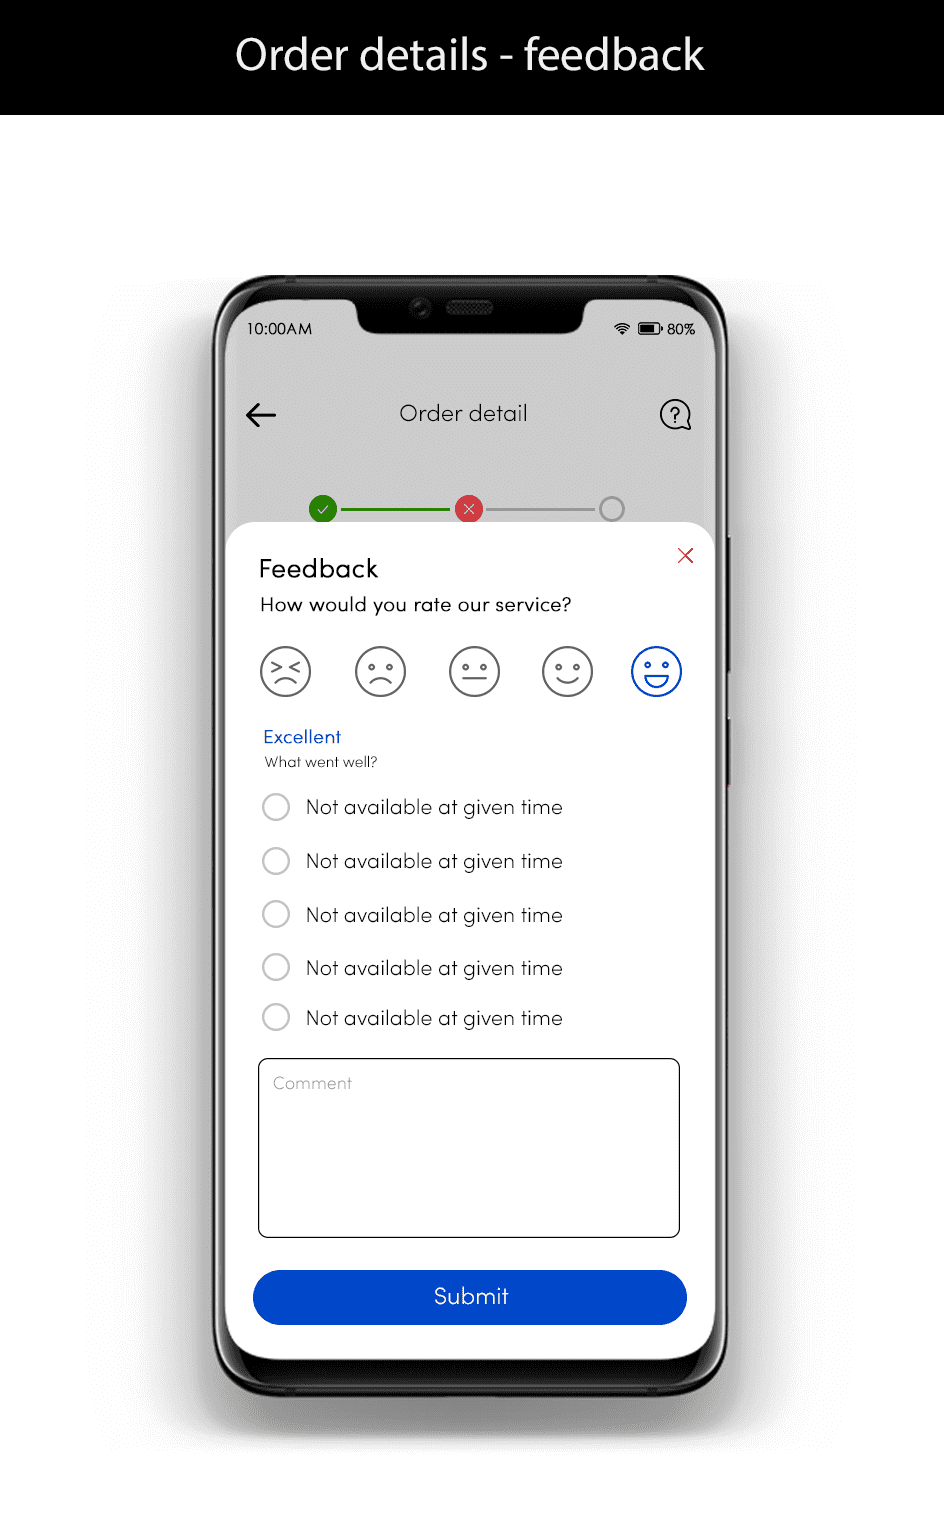 Order details - feedback
10:00AM 80%
Order detail
Feedback
How would you rate our service?
Excellent
What went well?
Not available at given time
Not available at given time
Not available at given time
Not available at given time
Not available at given time
Comment
Submit